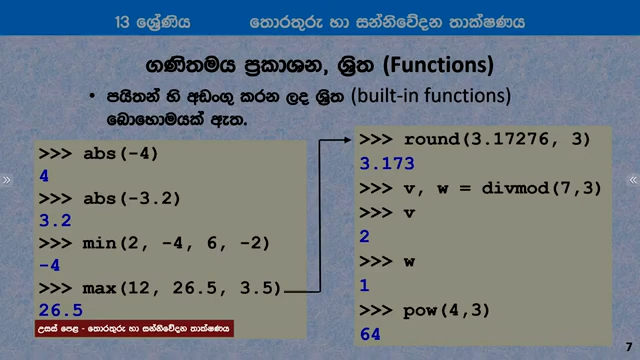 13 ශ්‍රේණිය තොරතුරු හා සන්නිවේදන තාක්ෂණය
ගණිතමය ප්‍රකාශන, ශ්‍රිත (Functions)
• පයිතන් හි අඩංගු කරන ලද ශ්‍රිත (built-in functions)
බොහොමයක් ඇත.
>>> abs(-4)
4
>>> abs(-3.2)
3.2
>>> min(2, -4, 6, -2)
-4
>>> max(12, 26.5, 3.5)
26.5
>>> round(3.17276, 3)
3.173
>>> v, w = divmod(7,3)
>>> v
2
>>> w
1
>>> pow(4,3)
64
උසස් පෙළ - තොරතුරු හා සන්නිවේදන තාක්ෂණය
7